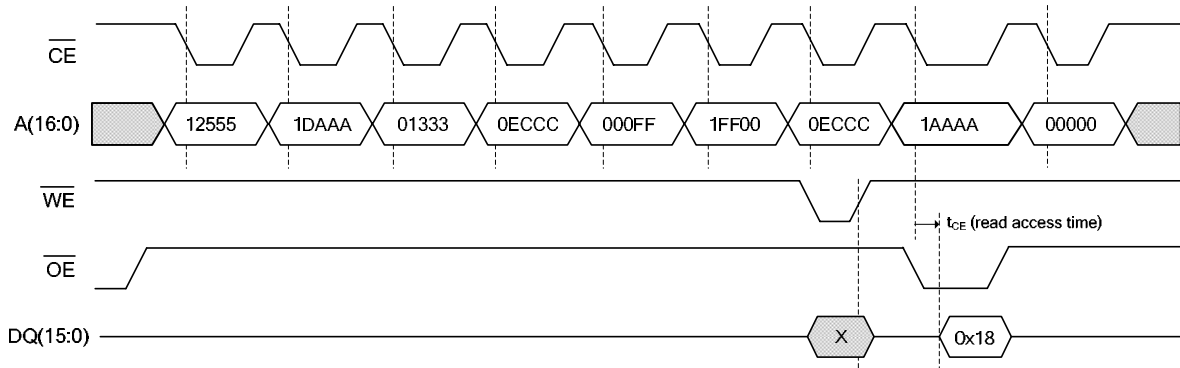 CE
A(16:0) 12555 1DAAA 01333 0ECCC 000FF 1FF00 0ECCC 1AAAA 00000
WE
tCE (read access time)
OE
DQ(15:0) X 0x18